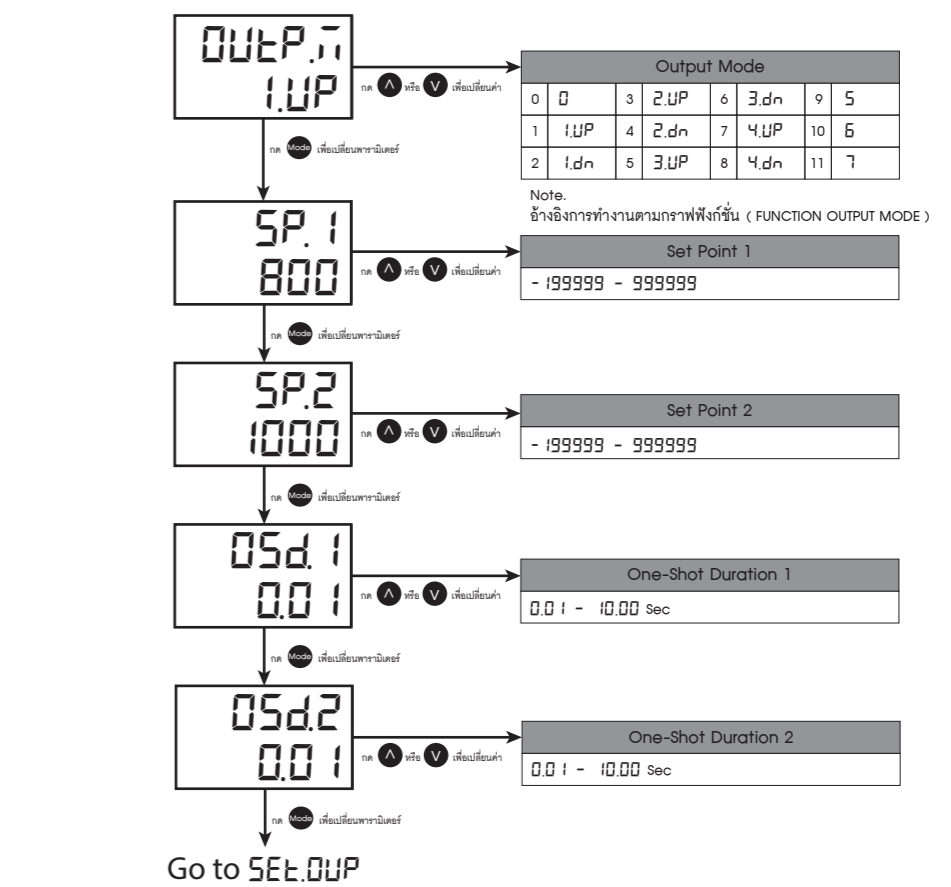 OUtP.m
1.UP
กด ∧ หรือ V เพื่อเปลี่ยนค่า
Output Mode
0 0 3 2.UP 6 3.dn 9 5
1 1.UP 4 2.dn 7 4.UP 10 6
2 1.dn 5 3.UP 8 4.dn 11 7
กด Mode เพื่อเปลี่ยนพารามิเตอร์
Note.
อ้างอิงการทำงานตามกราฟฟังก์ชั่น ( FUNCTION OUTPUT MODE )
SP.1
800
กด ∧ หรือ V เพื่อเปลี่ยนค่า
Set Point 1
-199999 - 999999
กด Mode เพื่อเปลี่ยนพารามิเตอร์
SP.2
1000
กด ∧ หรือ V เพื่อเปลี่ยนค่า
Set Point 2
-199999 - 999999
กด Mode เพื่อเปลี่ยนพารามิเตอร์
OSd.1
0.01
กด ∧ หรือ V เพื่อเปลี่ยนค่า
One-Shot Duration 1
0.01 - 10.00 Sec
กด Mode เพื่อเปลี่ยนพารามิเตอร์
OSd.2
0.01
กด ∧ หรือ V เพื่อเปลี่ยนค่า
One-Shot Duration 2
0.01 - 10.00 Sec
กด Mode เพื่อเปลี่ยนพารามิเตอร์
Go to SEt.OUP